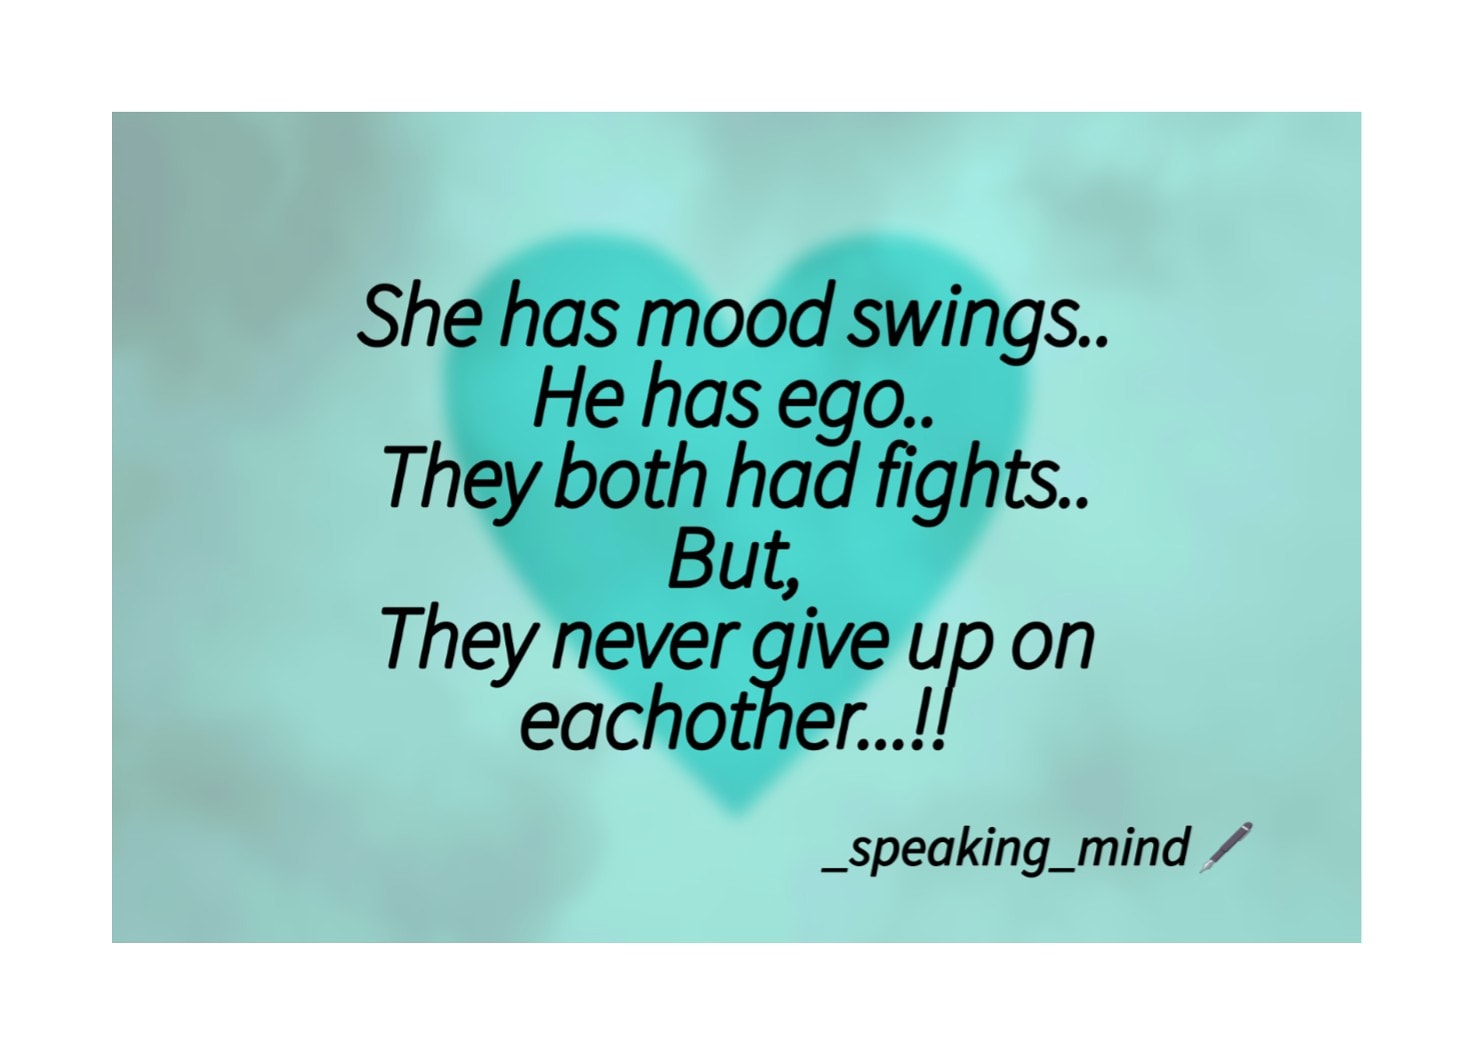 She has mood swings..
He has ego..
They both had fights..
But,
They never give up on
eachother...!!
_speaking_mind